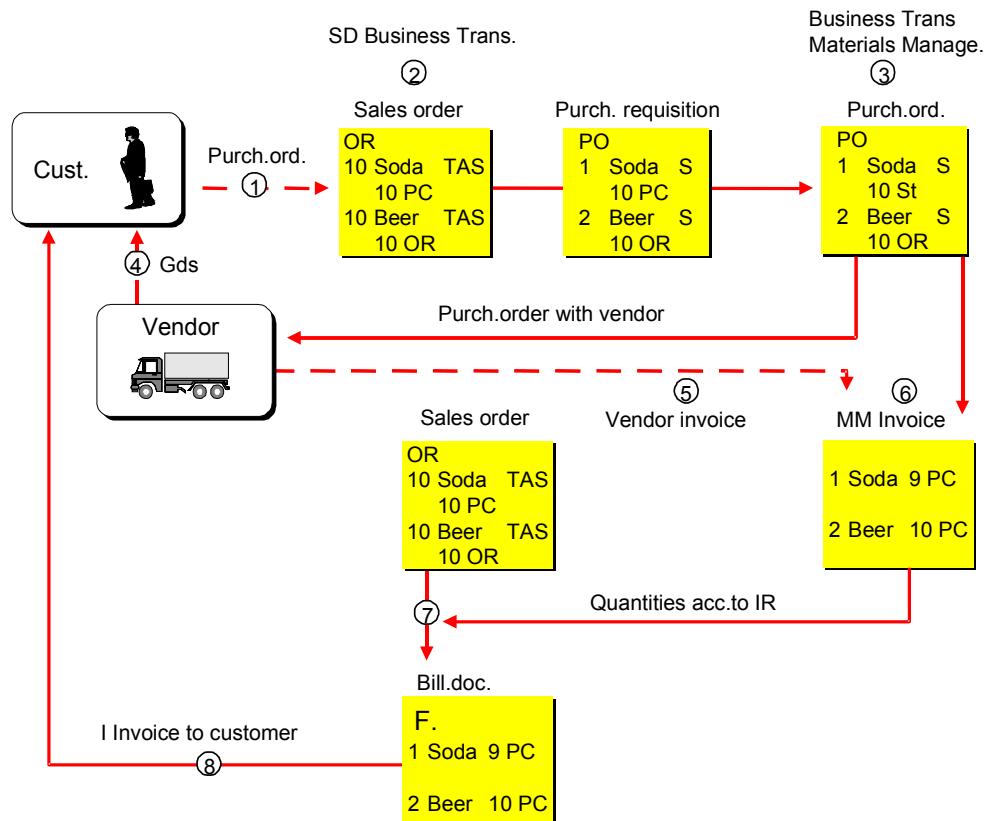 SD Business Trans.
②
Business Trans
Materials Manage.
③
Cust.
Purch.ord.
①
Sales order
OR
10 Soda TAS
10 PC
10 Beer TAS
10 OR
Purch. requisition
PO
1 Soda S
10 PC
2 Beer S
10 OR
Purch.ord.
PO
1 Soda S
10 St
2 Beer S
10 OR
④ Gds
Vendor
Purch.order with vendor
⑤
Vendor invoice
⑥
MM Invoice
1 Soda 9 PC
2 Beer 10 PC
Sales order
OR
10 Soda TAS
10 PC
10 Beer TAS
10 OR
⑦
Quantities acc.to IR
Bill.doc.
F.
1 Soda 9 PC
2 Beer 10 PC
I Invoice to customer
⑧